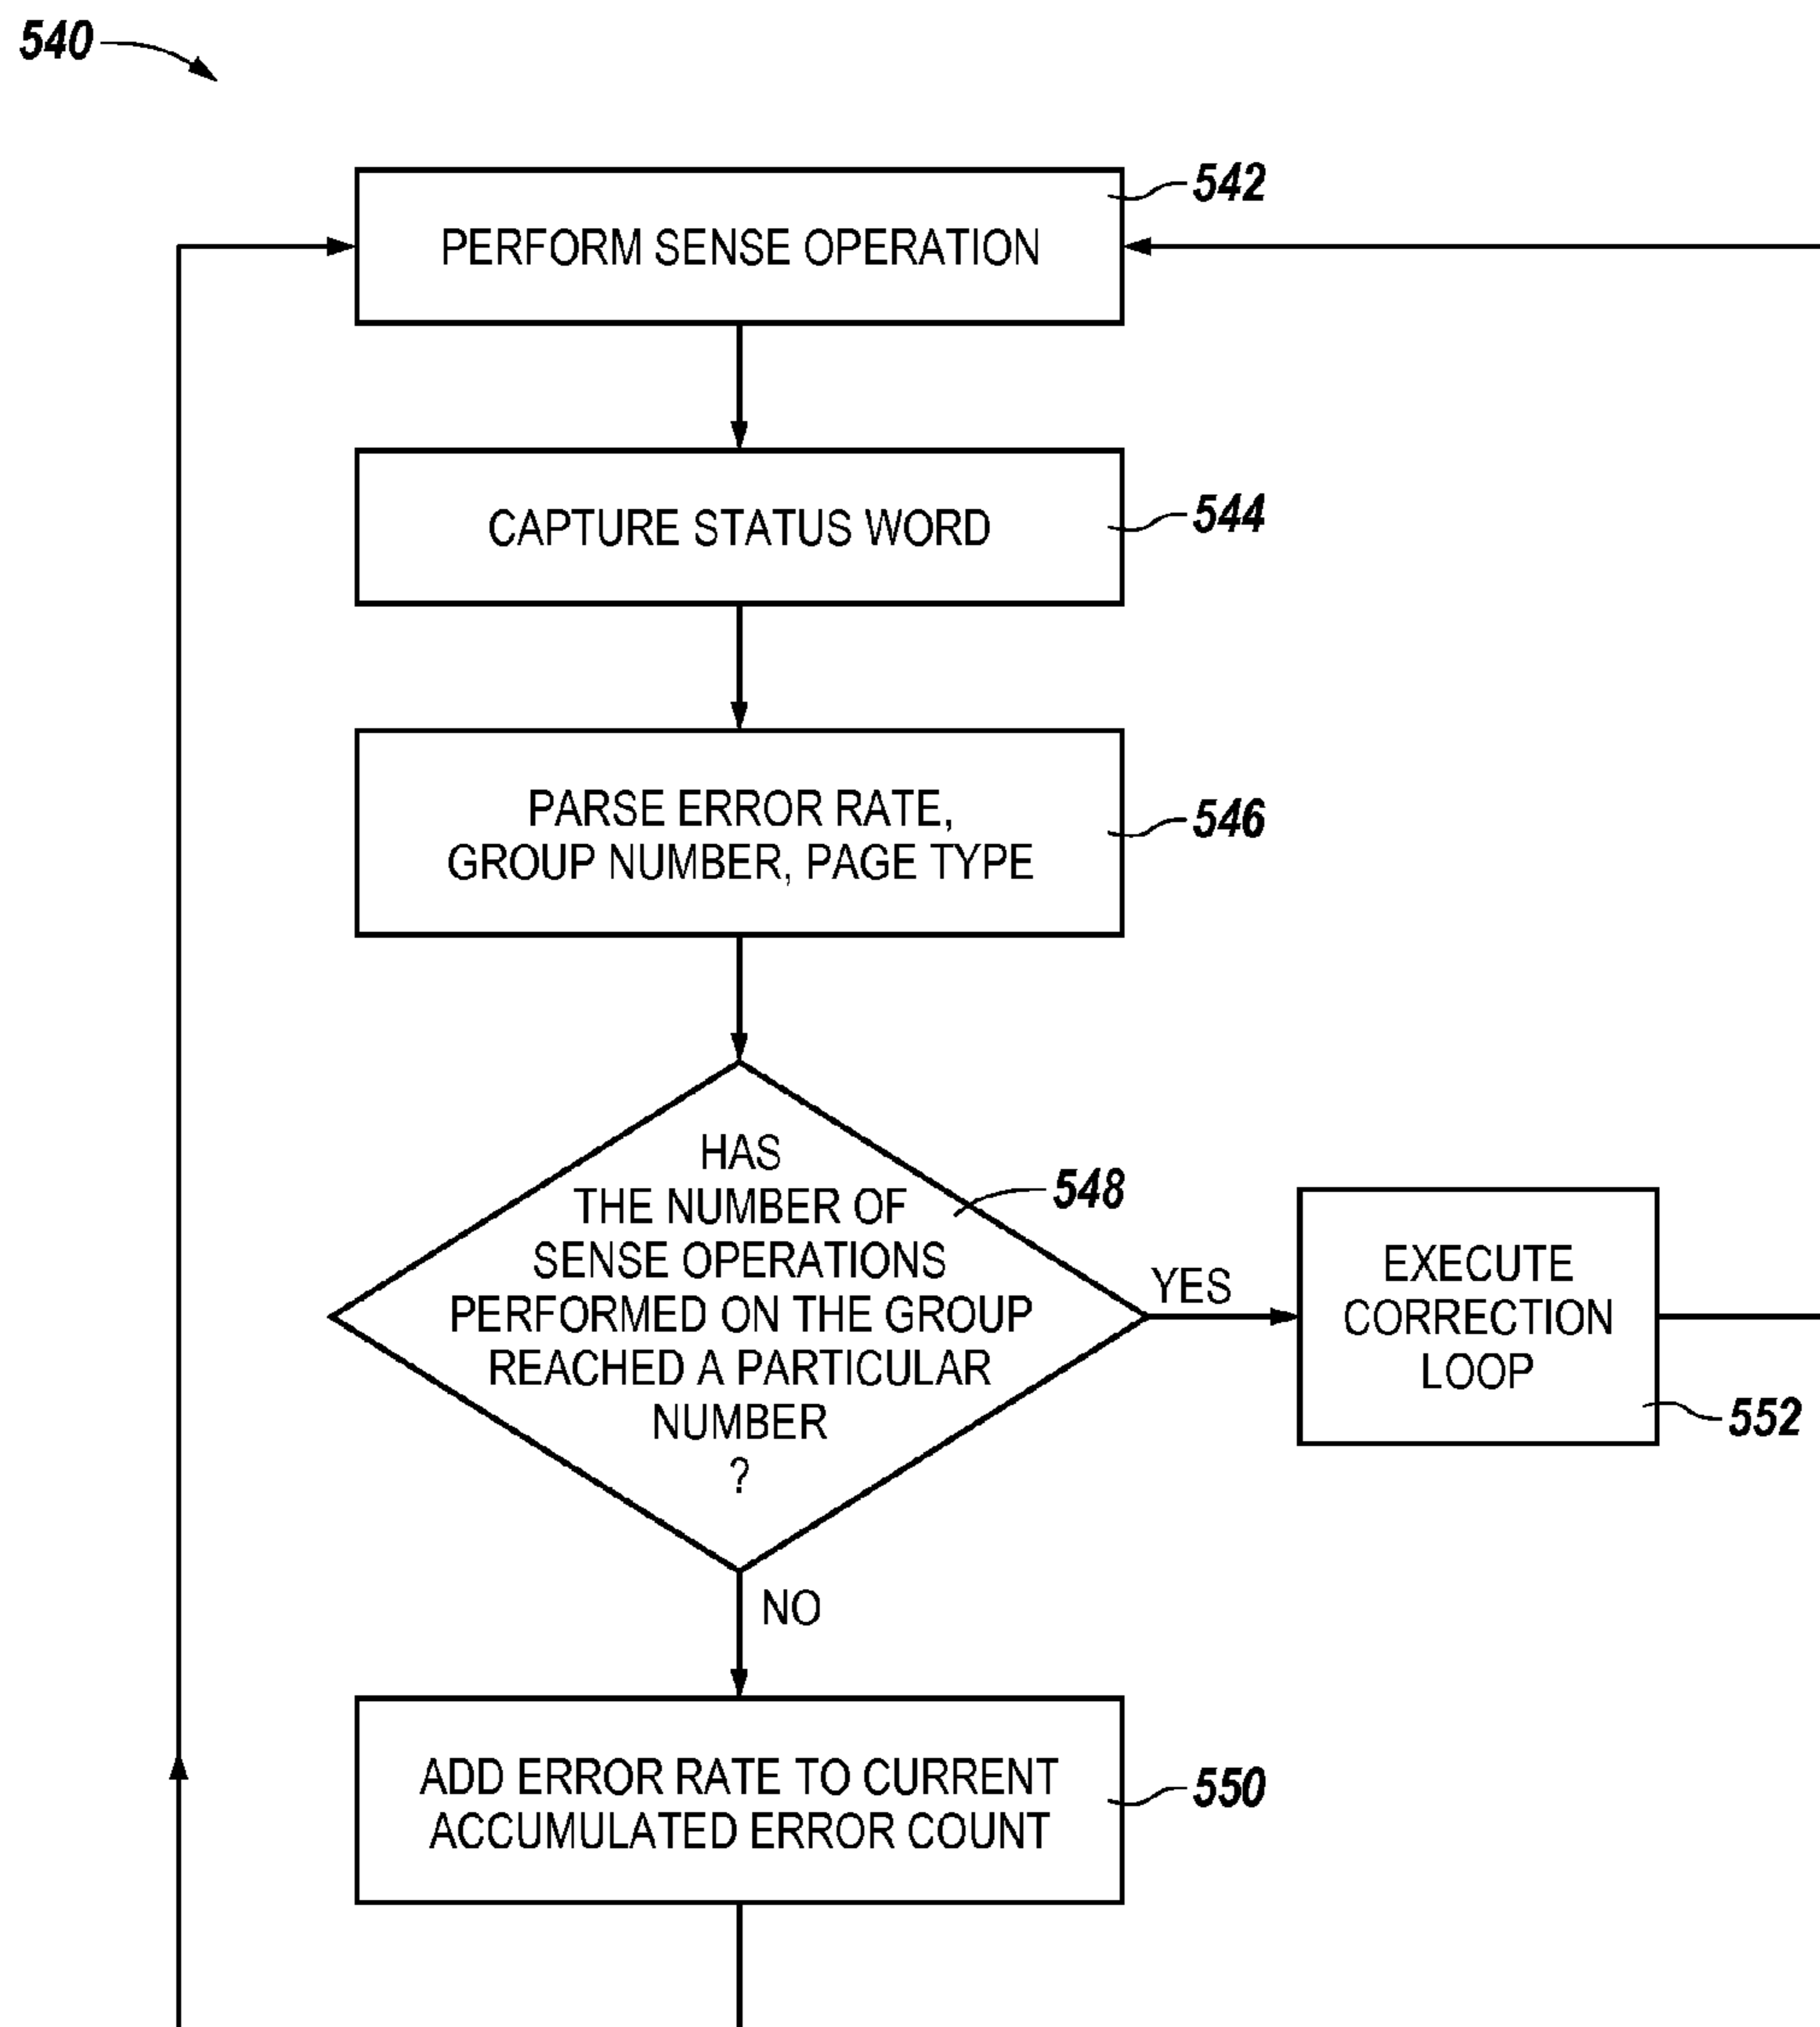 540
542
PERFORM SENSE OPERATION
CAPTURE STATUS WORD
544
PARSE ERROR RATE,
GROUP NUMBER, PAGE TYPE
546
HAS
THE NUMBER OF
SENSE OPERATIONS
PERFORMED ON THE GROUP
REACHED A PARTICULAR
NUMBER
?
548
YES
EXECUTE
CORRECTION
LOOP
552
NO
ADD ERROR RATE TO CURRENT
ACCUMULATED ERROR COUNT
550